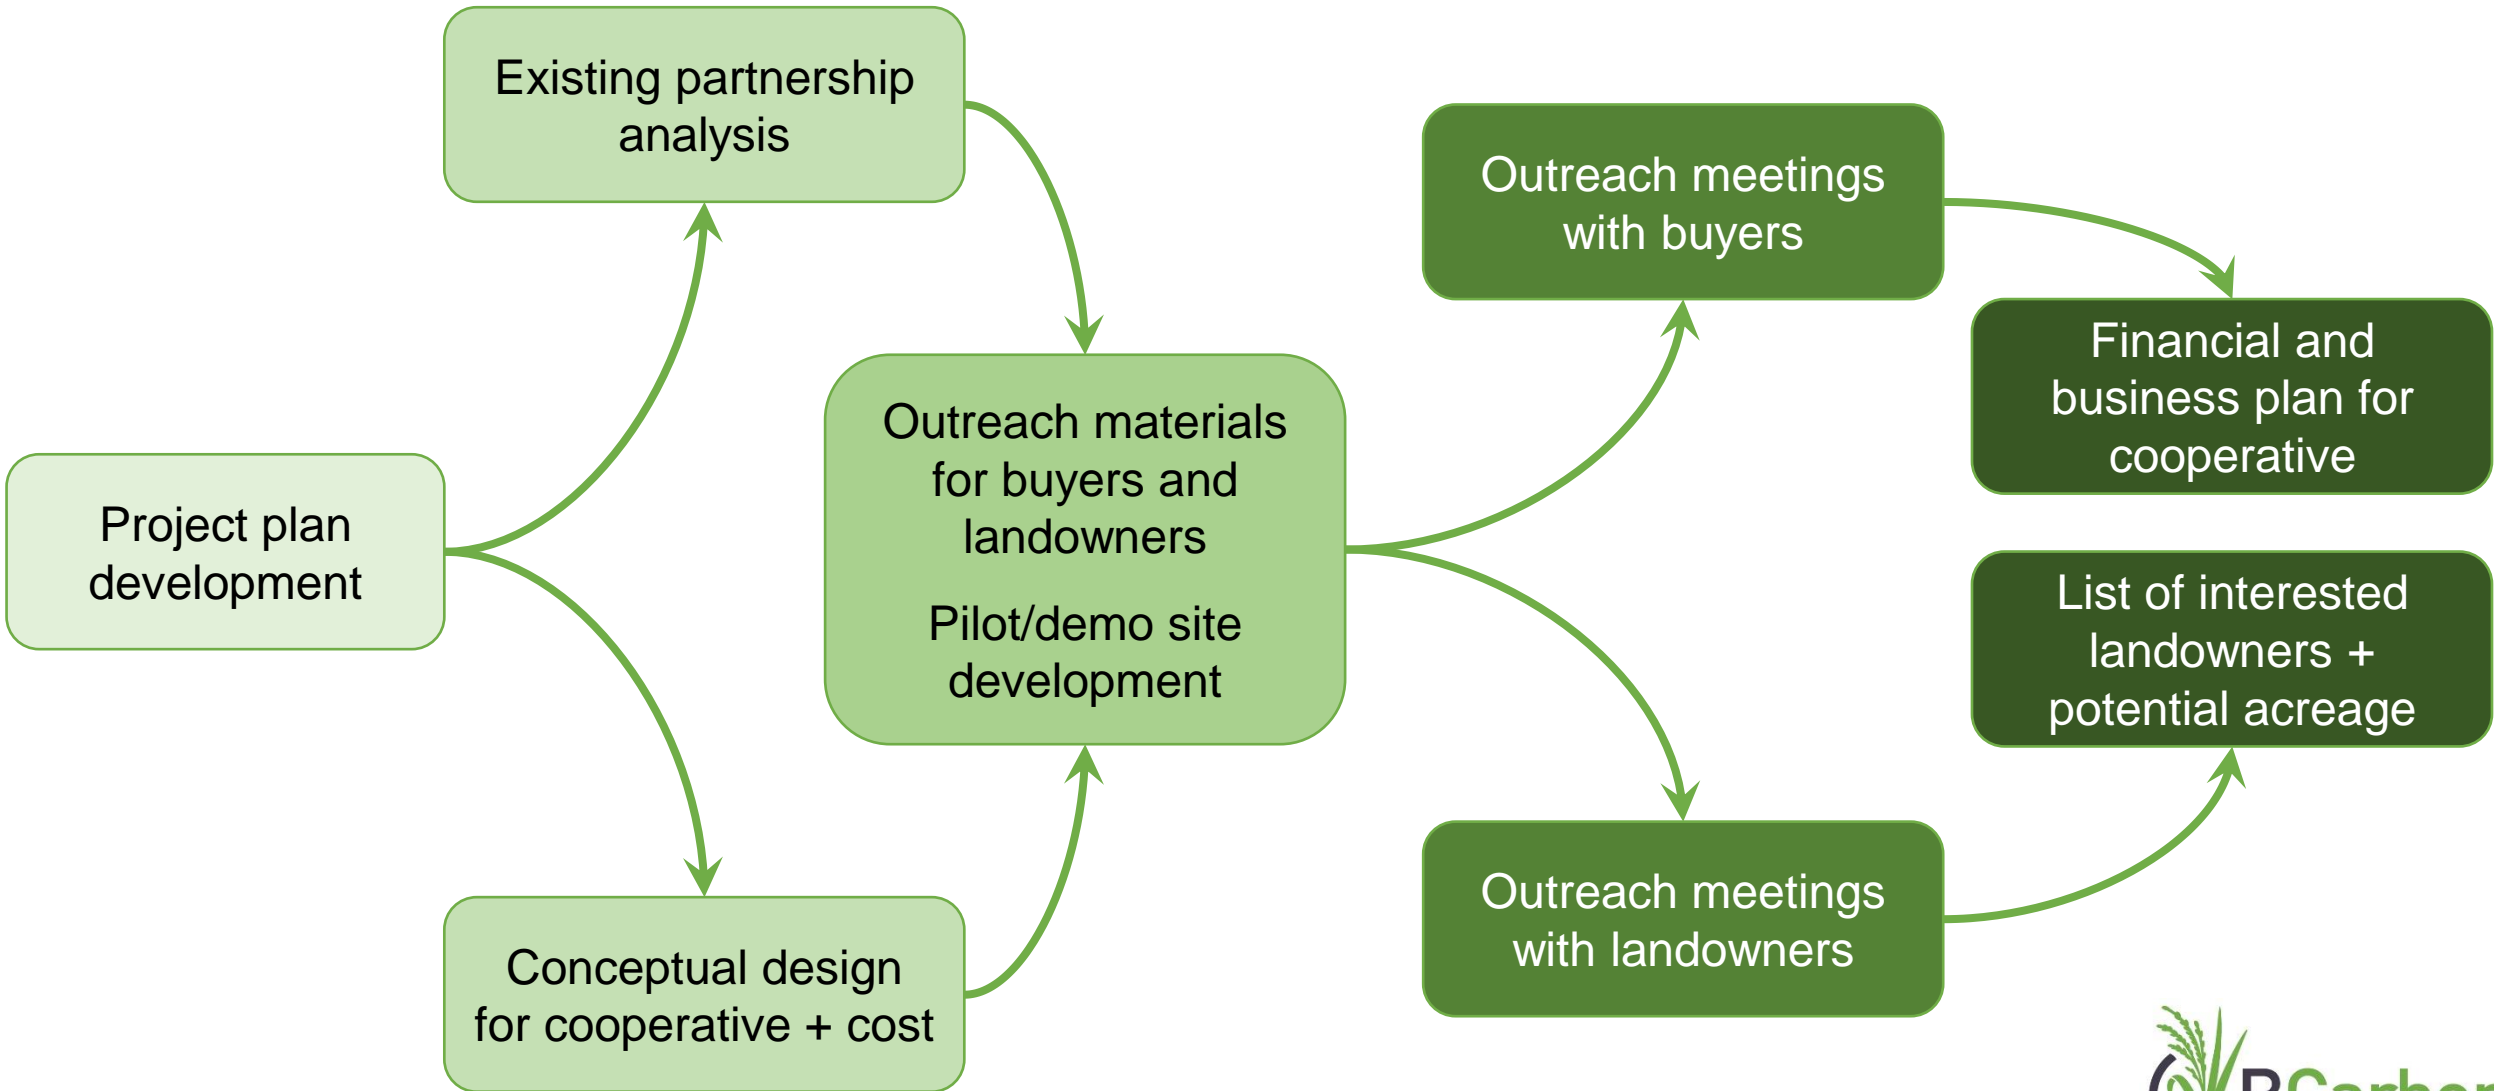 Existing partnership
analysis
Outreach meetings
with buyers
Financial and
business plan for
cooperative
Outreach materials
for buyers and
landowners
Pilot/demo site
development
Project plan
development
List of interested
landowners +
potential acreage
Outreach meetings
with landowners
Conceptual design
for cooperative + cost